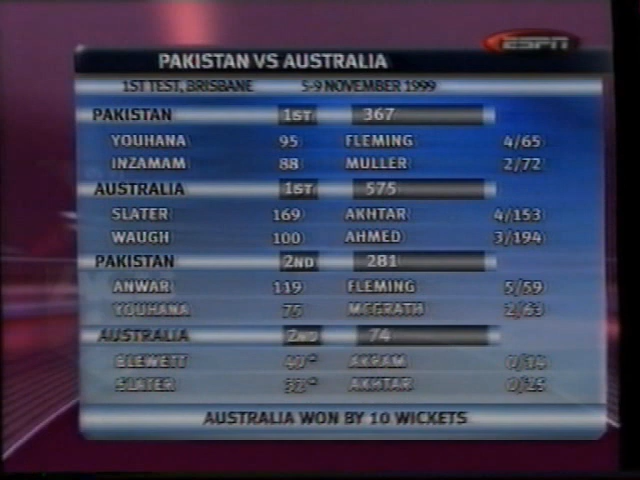 ESPN
PAKISTAN VS AUSTRALIA
1ST TEST, BRISBANE 5-9 NOVEMBER 1999
PAKISTAN 1ST 367
YOUHANA 95 FLEMING 4/65
INZAMAM 88 MULLER 2/72
AUSTRALIA 1ST 575
SLATER 169 AKHTAR 4/153
WAUGH 100 AHMED 3/194
PAKISTAN 2ND 281
ANWAR 119 FLEMING 5/59
YOUHANA 75 MCGRATH 2/63
AUSTRALIA 2ND 74
BLEWETT 40* AKRAM 0/14
SLATER 32* AKHTAR 0/25
AUSTRALIA WON BY 10 WICKETS